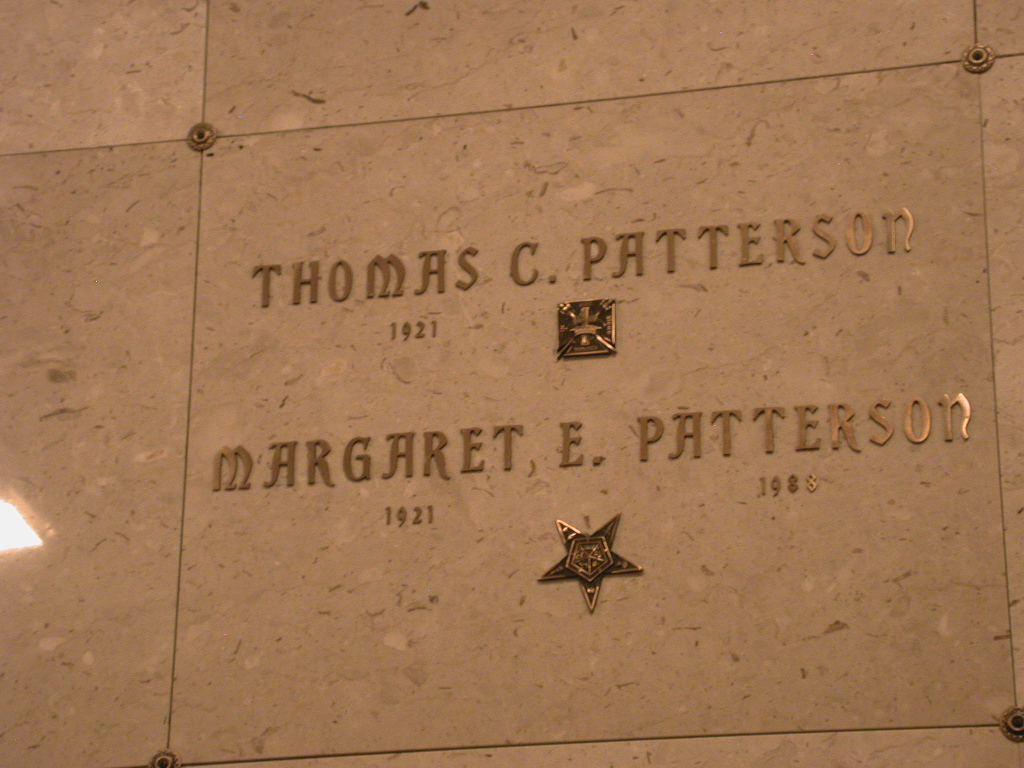 THOMAS C. PATTERSON
1921
MARGARET E. PATTERSON
1921 1988